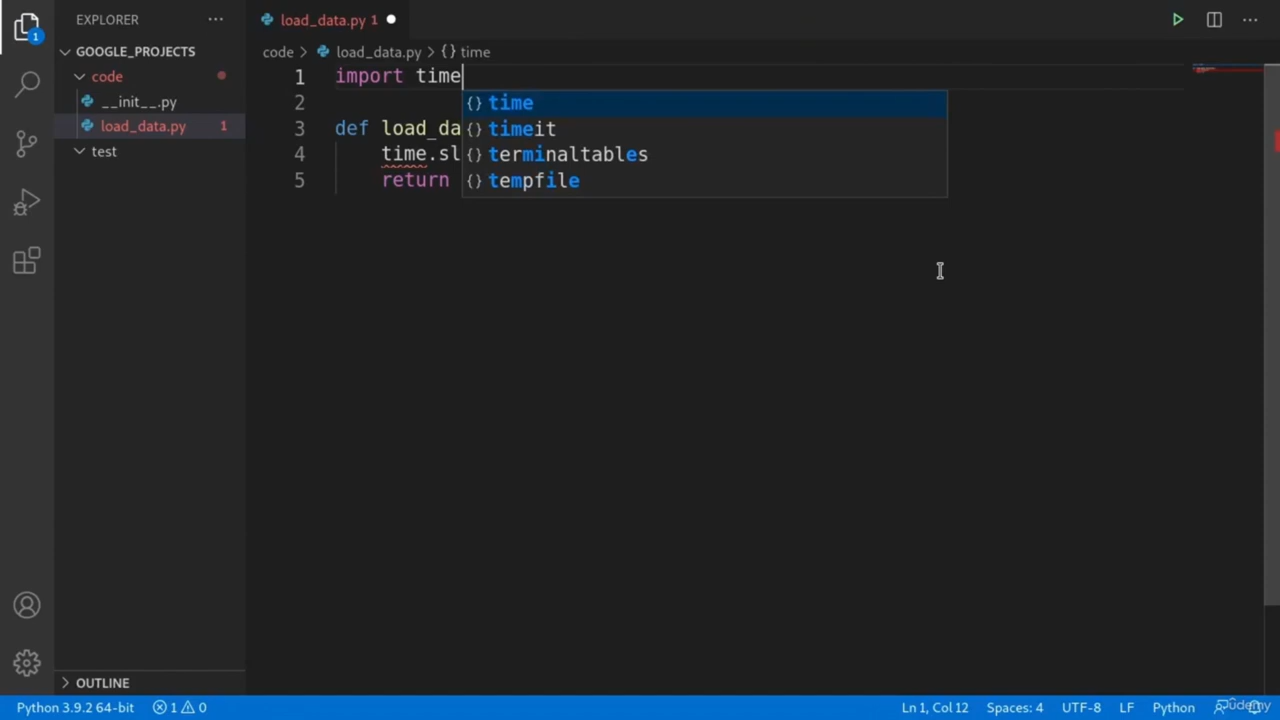 EXPLORER
load_data.py 1
GOOGLE_PROJECTS
code
__init__.py
load_data.py 1
test
code > load_data.py > {} time
1 import time
2
3 def load_da
4 time.sl
5 return
{} time
{} timeit
{} terminaltables
{} tempfile
1
OUTLINE
Python 3.9.2 64-bit 1 0 Ln 1, Col 12 Spaces: 4 UTF-8 LF Python
Udemy